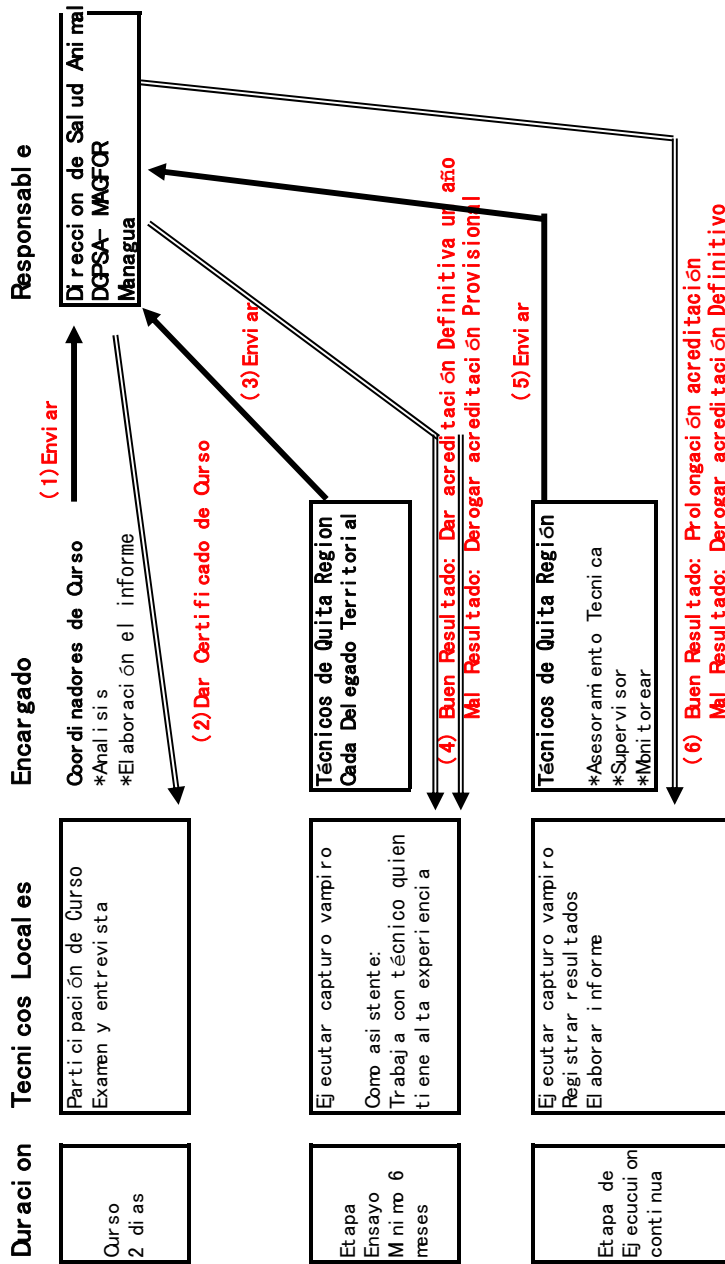 Duracion Tecnicos Locales Encargado Responsable
Curso
2 dias
Participación de Curso
Examen y entrevista
Coordinadores de Curso
*Analisis
*Elaboración el informe
(1)Enviar
Direccion de Salud Animal
DGPSA- MAGFOR
Managua
(2)Dar Certificado de Curso
(3)Enviar
Etapa
Ensayo
Mnimo 6
meses
Ejecutar capturo vampiro
Como asistente:
Trabaja con técnico quien
tiene alta experiencia
Técnicos de Quita Region
Cada Delegado Territorial
(4) Buen Resultado: Dar acreditación Definitiva un año
Mal Resultado: Derogar acreditación Provisional
(5)Enviar
Etapa de
Ejecucuion
continua
Ejecutar capturo vampiro
Registrar resultados
Elaborar informe
Técnicos de Quita Región
*Asesoramento Tecnica
*Supervisor
*Monitorear
(6) Buen Resultado: Prolongación acreditación
Mal Resultado: Derogar acreditación Definitivo